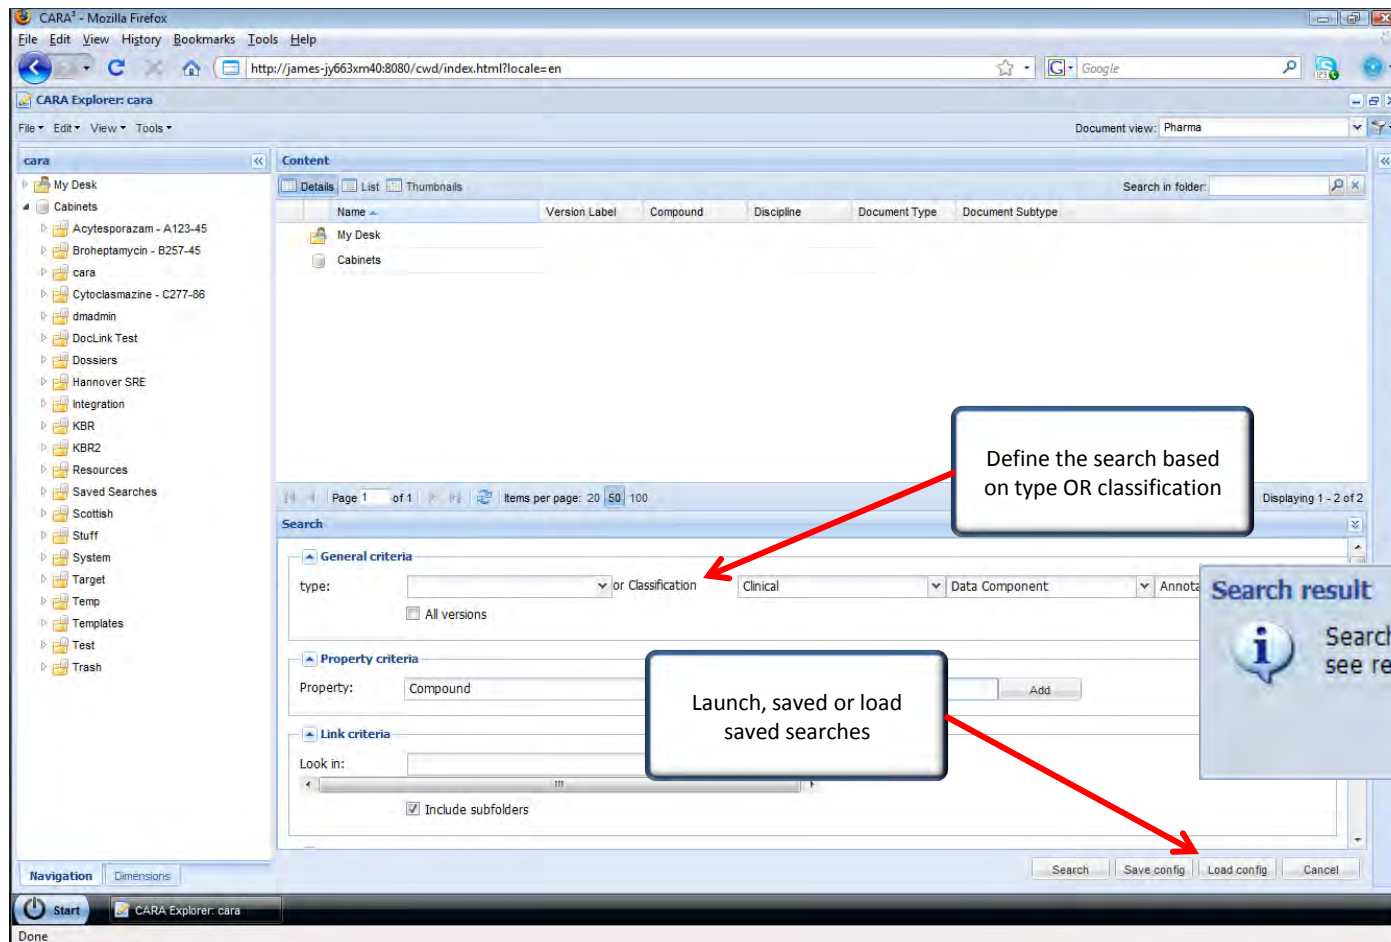 CARA³ - Mozilla Firefox
File Edit View History Bookmarks Tools Help
http://james-jy663xm40:8080/cwd/index.html?locale=en
G Google
CARA Explorer: cara
File Edit View Tools
Document view: Pharma
cara
My Desk
Cabinets
Acytesporazam - A123-45
Broheptamycin - B257-45
cara
Cytoclasmazine - C277-86
dmadmin
DocLink Test
Dossiers
Hannover SRE
Integration
KBR
KBR2
Resources
Saved Searches
Scottish
Stuff
System
Target
Temp
Templates
Test
Trash
Navigation Dimensions
Content
Details List Thumbnails Search in folder:
Name Version Label Compound Discipline Document Type Document Subtype
My Desk
Cabinets
Define the search based
on type OR classification
Page 1 of 1 Items per page: 20 50 100 Displaying 1 - 2 of 2
Search
General criteria
type: or Classification Clinical Data Component Annota
All versions
Search result
Search
see re
Property criteria
Property: Compound Add
Launch, saved or load
saved searches
Link criteria
Look in:
Include subfolders
Search Save config Load config Cancel
Start CARA Explorer: cara
Done